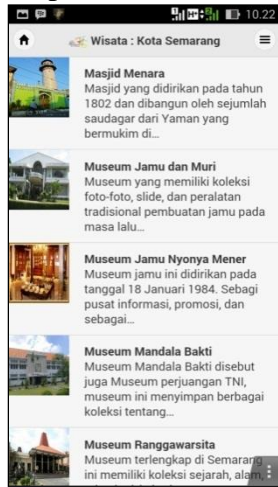 10.22
Wisata : Kota Semarang
Masjid Menara
Masjid yang didirikan pada tahun
1802 dan dibangun oleh sejumlah
saudagar dari Yaman yang
bermukim di...
Museum Jamu dan Muri
Museum yang memiliki koleksi
foto-foto, slide, dan peralatan
tradisional pembuatan jamu pada
masa lalu...
Museum Jamu Nyonya Mener
Museum jamu ini didirikan pada
tanggal 18 Januari 1984. Sebagi
pusat informasi, promosi, dan
sebagai...
Museum Mandala Bakti
Museum Mandala Bakti disebut
juga Museum perjuangan TNI,
museum ini menyimpan berbagai
koleksi tentang...
Museum Ranggawarsita
Museum terlengkap di Semarang
ini memiliki koleksi sejarah, alam,